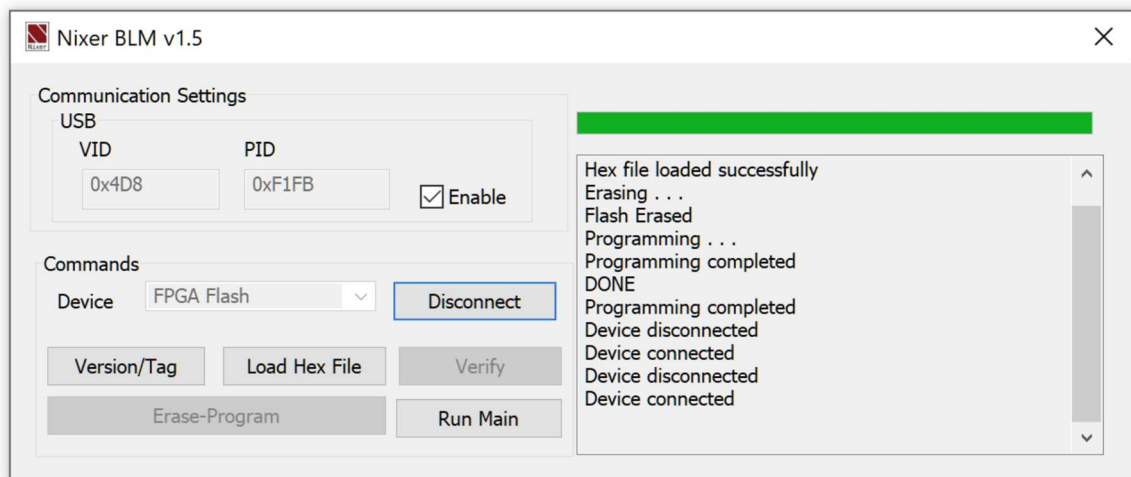 Nixer BLM v1.5
Communication Settings
USB
VID
PID
0x4D8
0xF1FB
Enable
Commands
Device
FPGA Flash
Disconnect
Version/Tag
Load Hex File
Verify
Erase-Program
Run Main
Hex file loaded successfully
Erasing . . .
Flash Erased
Programming . . .
Programming completed
DONE
Programming completed
Device disconnected
Device connected
Device disconnected
Device connected